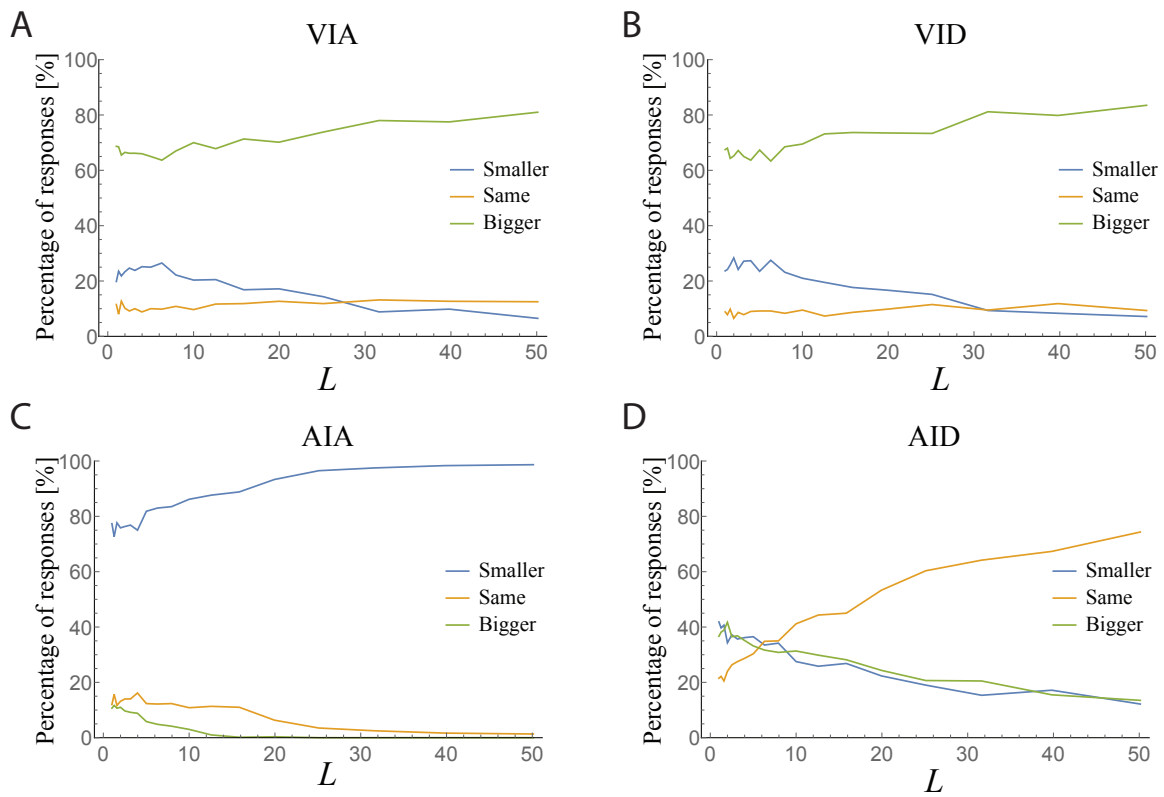 A
VIA
Percentage of responses [%]
100
80
60
40
20
0
Smaller
Same
Bigger
0 10 20 30 40 50
L
B
VID
Percentage of responses [%]
100
80
60
40
20
0
Smaller
Same
Bigger
0 10 20 30 40 50
L
C
AIA
Percentage of responses [%]
100
80
60
40
20
0
Smaller
Same
Bigger
0 10 20 30 40 50
L
D
AID
Percentage of responses [%]
100
80
60
40
20
0
Smaller
Same
Bigger
0 10 20 30 40 50
L